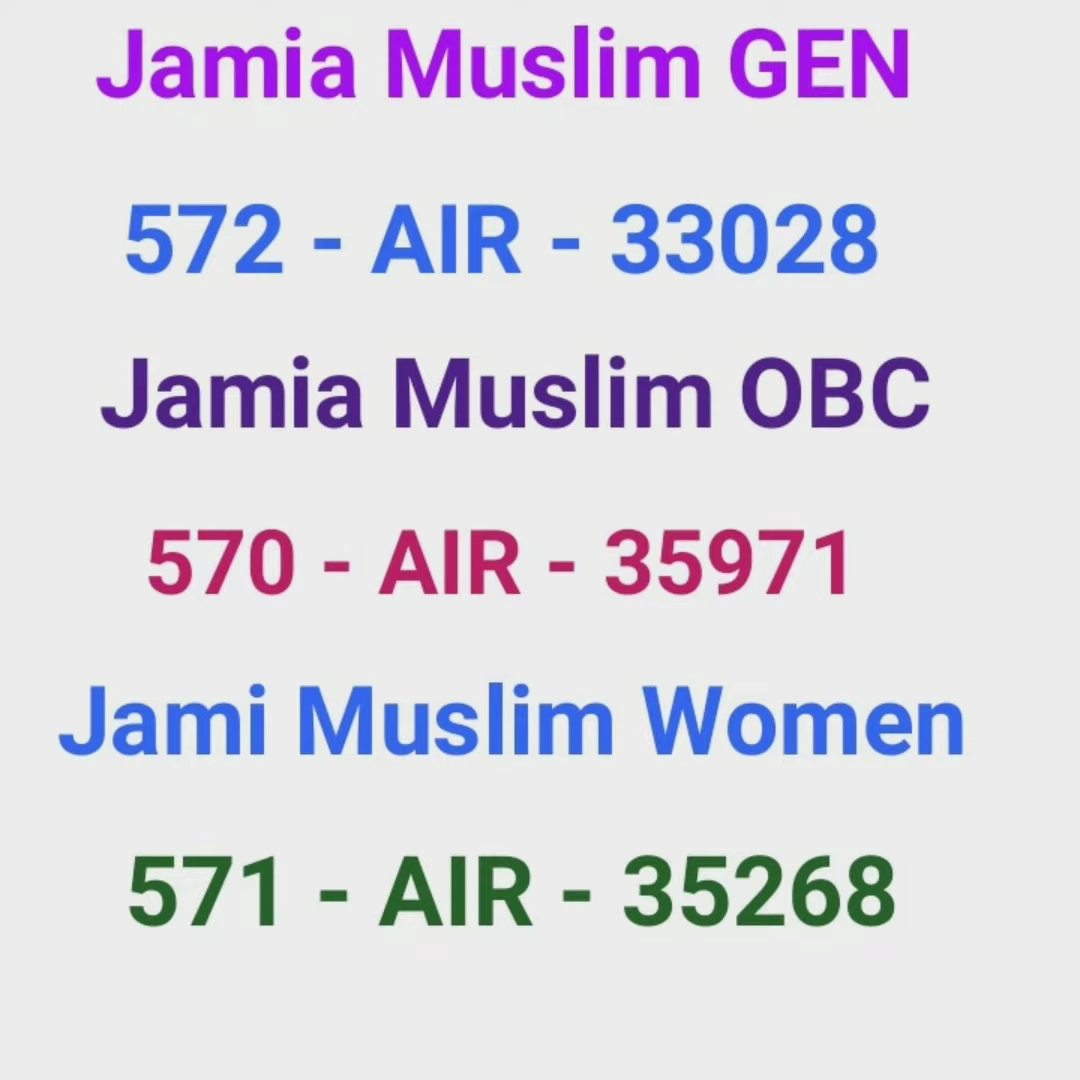 Jamia Muslim GEN
572 - AIR - 33028
Jamia Muslim OBC
570 - AIR - 35971
Jami Muslim Women
571 - AIR - 35268